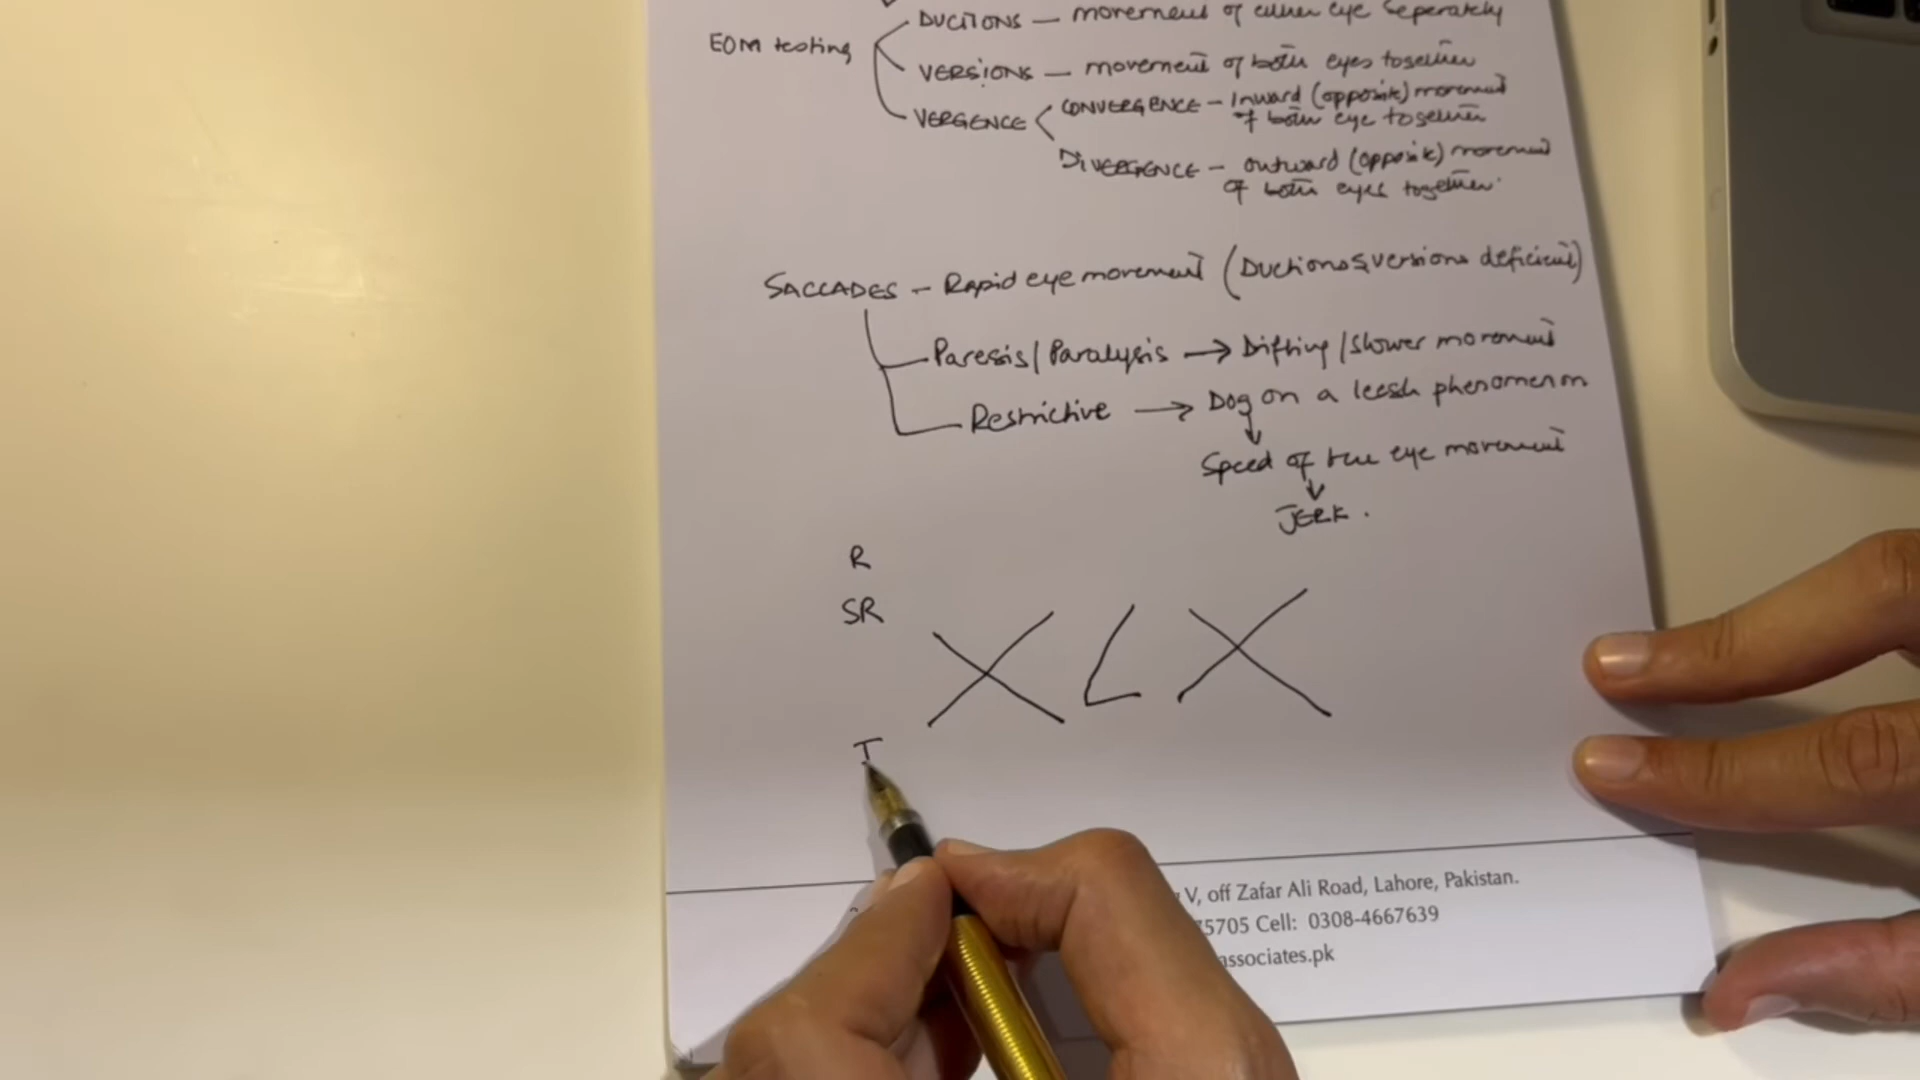 DUCTIONS — movement of either eye seperately
EOM testing
VERSIONS — movement of both eyes together
VERGENCE < CONVERGENCE — Inward (opposite) movement
of both eye together
DIVERGENCE — outward (opposite) movement
of both eyes together.
SACCADES — Rapid eye movement (Ductions & versions deficient)
Paresis/Paralysis → Drifting/slower movement
Restrictive → Dog on a leesh phenomenon
↓
Speed of the eye movement
↓
JERK.
R
SR
X L X
I
V, off Zafar Ali Road, Lahore, Pakistan.
5705 Cell: 0308-4667639
associates.pk